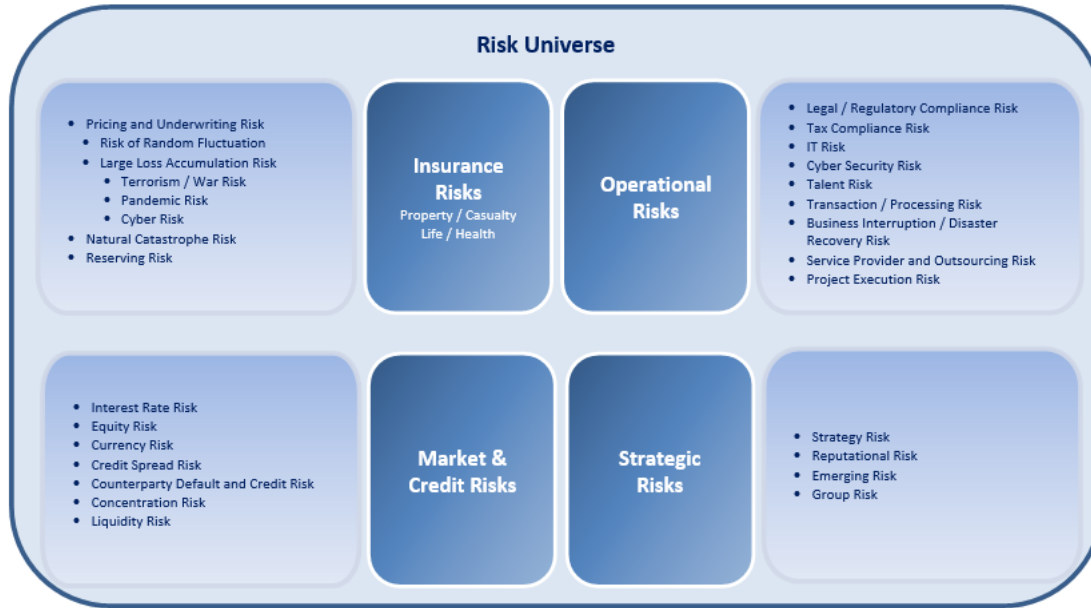 Risk Universe
• Pricing and Underwriting Risk
• Risk of Random Fluctuation
• Large Loss Accumulation Risk
• Terrorism / War Risk
• Pandemic Risk
• Cyber Risk
• Natural Catastrophe Risk
• Reserving Risk
Insurance
Risks
Property / Casualty
Life / Health
Operational
Risks
• Legal / Regulatory Compliance Risk
• Tax Compliance Risk
• IT Risk
• Cyber Security Risk
• Talent Risk
• Transaction / Processing Risk
• Business Interruption / Disaster
Recovery Risk
• Service Provider and Outsourcing Risk
• Project Execution Risk
• Interest Rate Risk
• Equity Risk
• Currency Risk
• Credit Spread Risk
• Counterparty Default and Credit Risk
• Concentration Risk
• Liquidity Risk
Market &
Credit Risks
Strategic
Risks
• Strategy Risk
• Reputational Risk
• Emerging Risk
• Group Risk